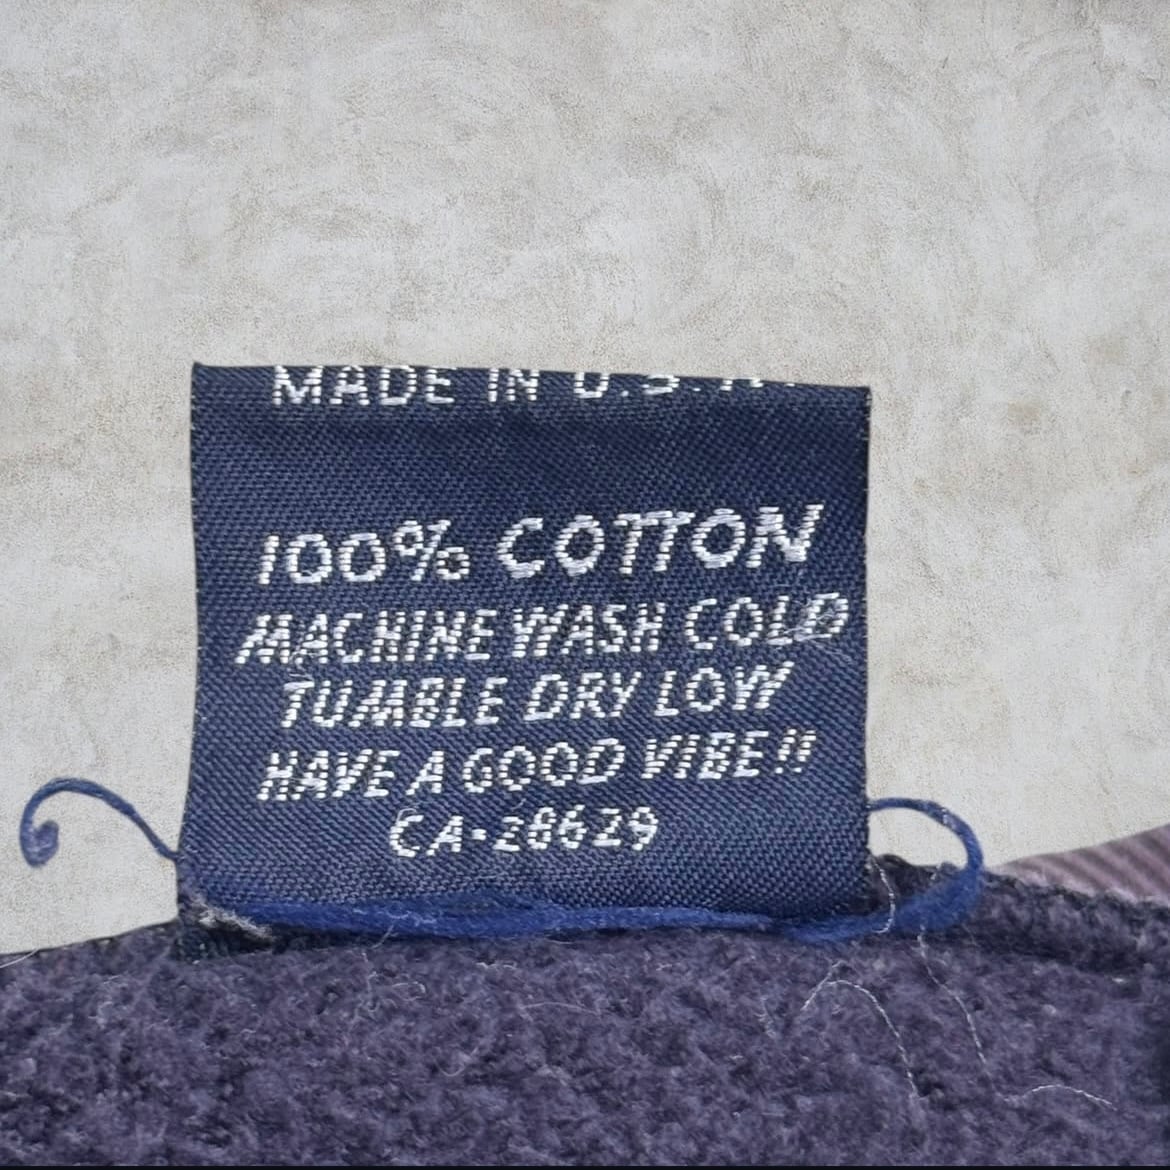 MADE IN U.S.A.
100% COTTON
MACHINE WASH COLD
TUMBLE DRY LOW
HAVE A GOOD VIBE!!
CA-28629